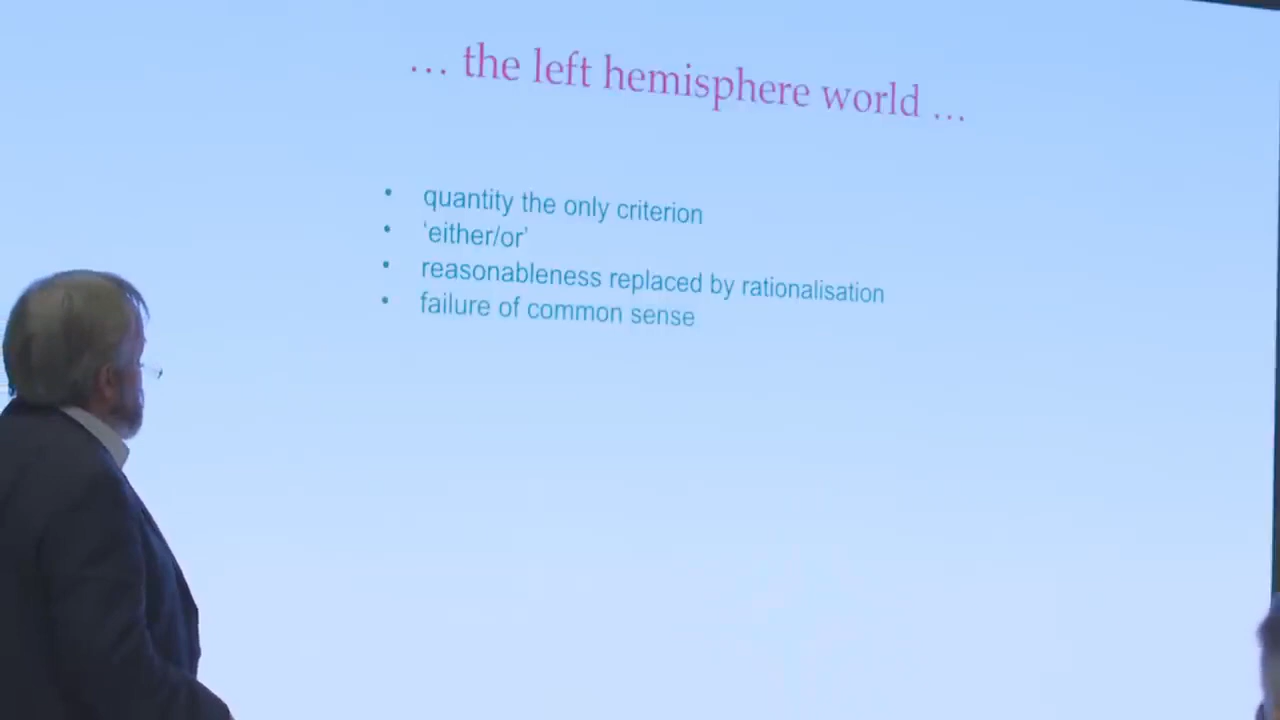 … the left hemisphere world …
• quantity the only criterion
• ‘either/or’
• reasonableness replaced by rationalisation
• failure of common sense